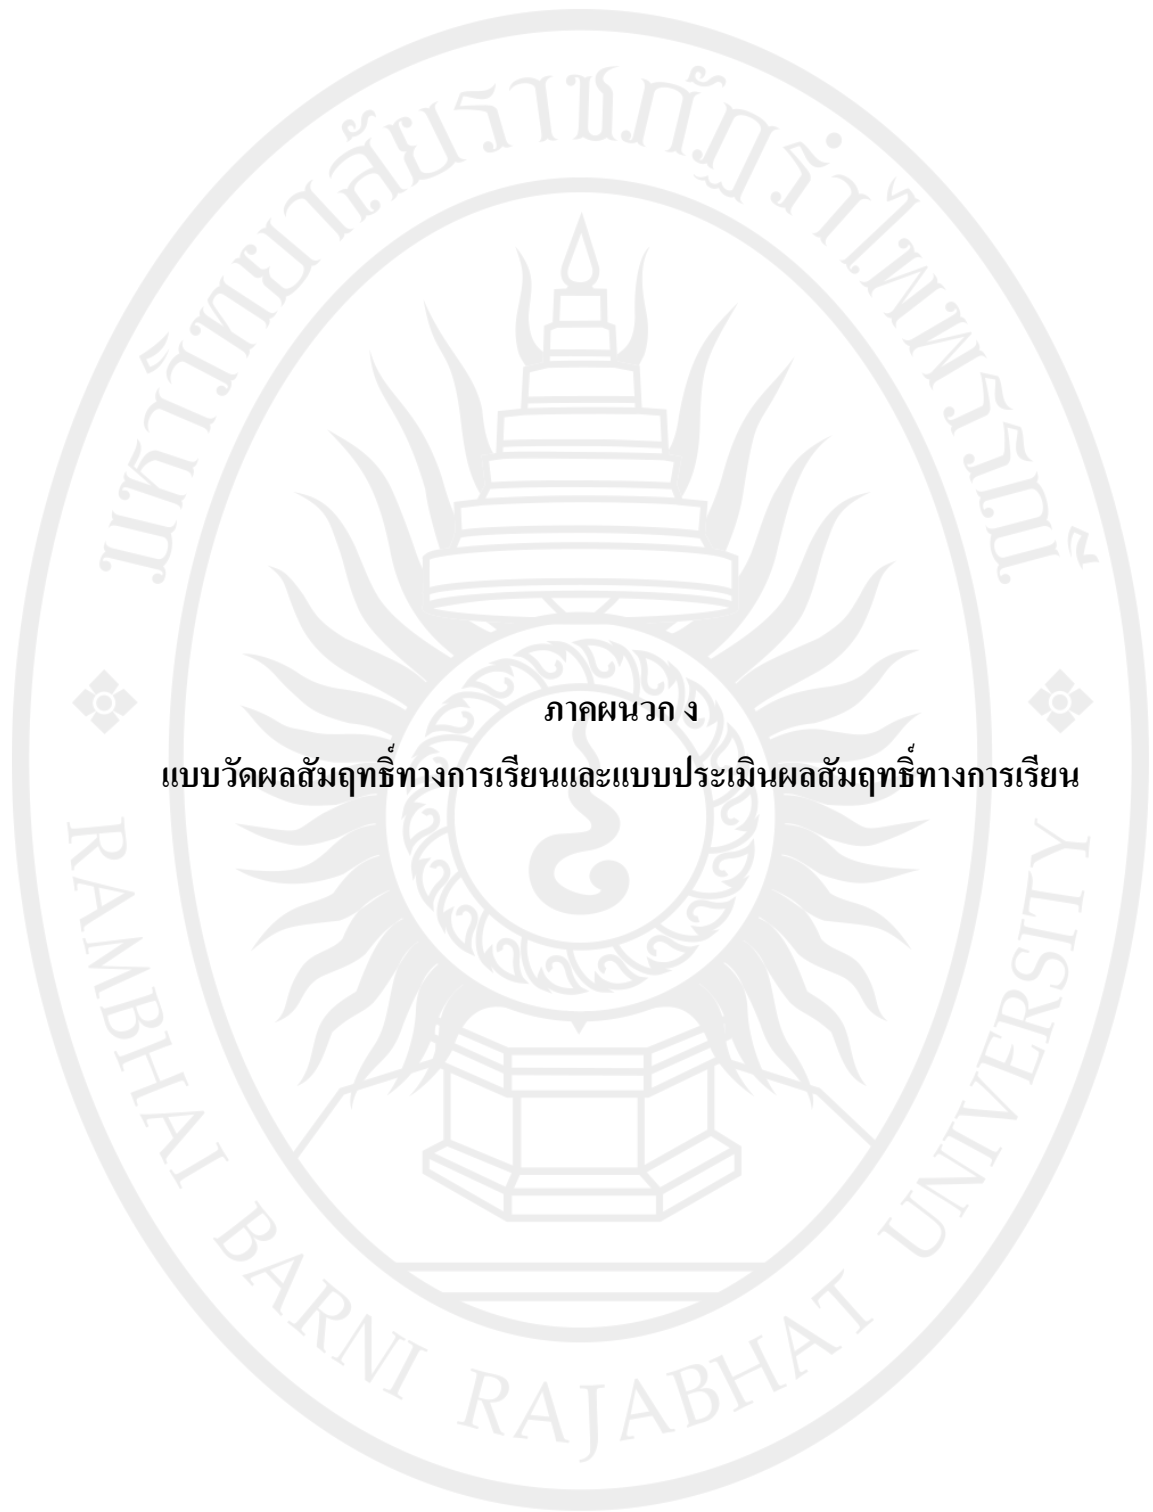 มหาวิทยาลัยราชภัฏรำไพพรรณี
ภาคผนวก ง
แบบวัดผลสัมฤทธิ์ทางการเรียนและแบบประเมินผลสัมฤทธิ์ทางการเรียน
RAMBHAI BARNI RAJABHAT UNIVERSITY